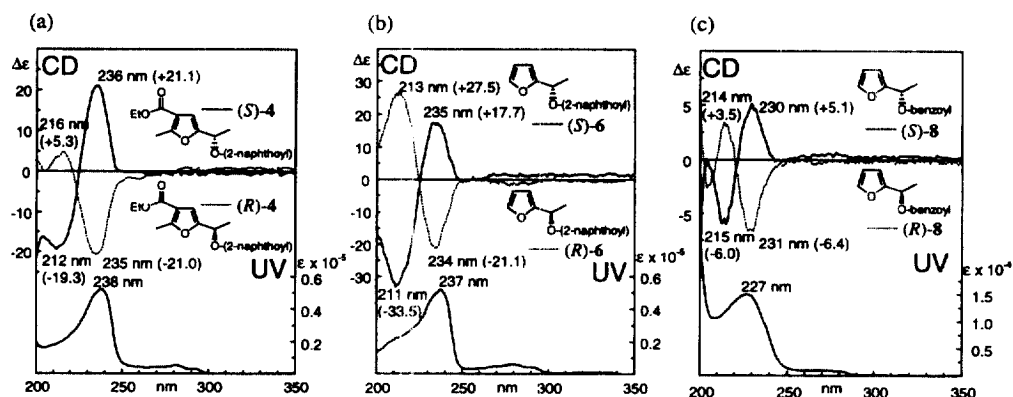 (a)
CD
Δε
20
10
0
-10
-20
236 nm (+21.1)
216 nm
(+5.3)
(S)-4
EtO
O
O
O-(2-naphthoyl)
(R)-4
EtO
O
O
O-(2-naphthoyl)
212 nm
(-19.3)
235 nm (-21.0)
UV
238 nm
ε x 10⁻⁵
0.6
0.4
0.2
200
250
nm
300
350
(b)
CD
Δε
30
20
10
0
-10
-20
-30
213 nm (+27.5)
235 nm (+17.7)
O
O-(2-naphthoyl)
(S)-6
O
O-(2-naphthoyl)
(R)-6
234 nm (-21.1)
211 nm
(-33.5)
UV
237 nm
ε x 10⁻⁵
0.6
0.4
0.2
200
250
nm
300
350
(c)
CD
Δε
5
0
-5
214 nm
(+3.5)
230 nm (+5.1)
O
O-benzoyl
(S)-8
O
O-benzoyl
(R)-8
215 nm
(-6.0)
231 nm (-6.4)
UV
227 nm
1.5
1.0
0.5
200
250
nm
300
350